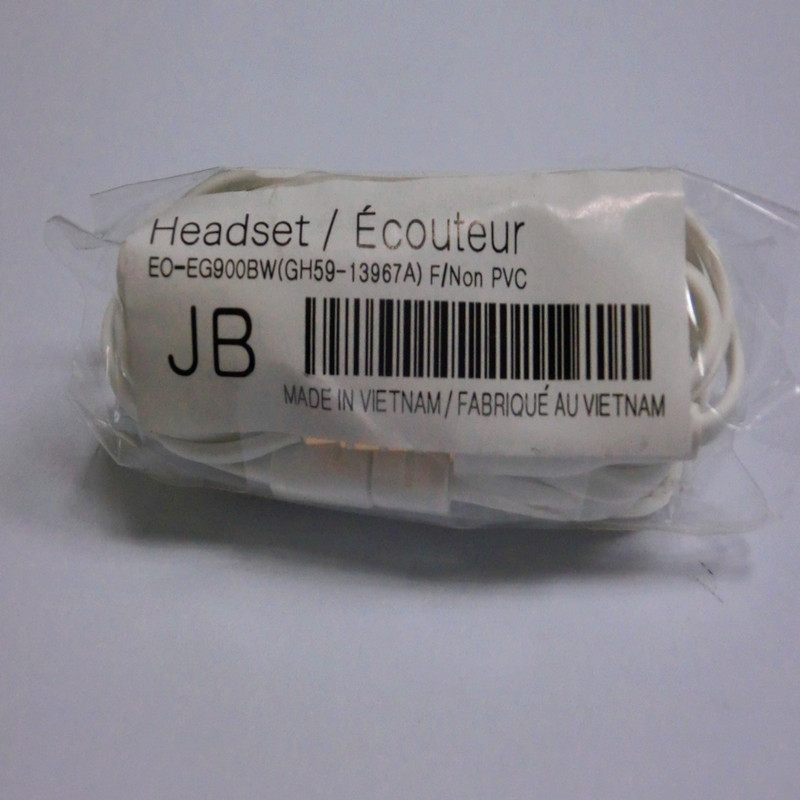 Headset / Écouteur
EO-EG900BW(GH59-13967A) F/Non PVC
JB
MADE IN VIETNAM / FABRIQUÉ AU VIETNAM